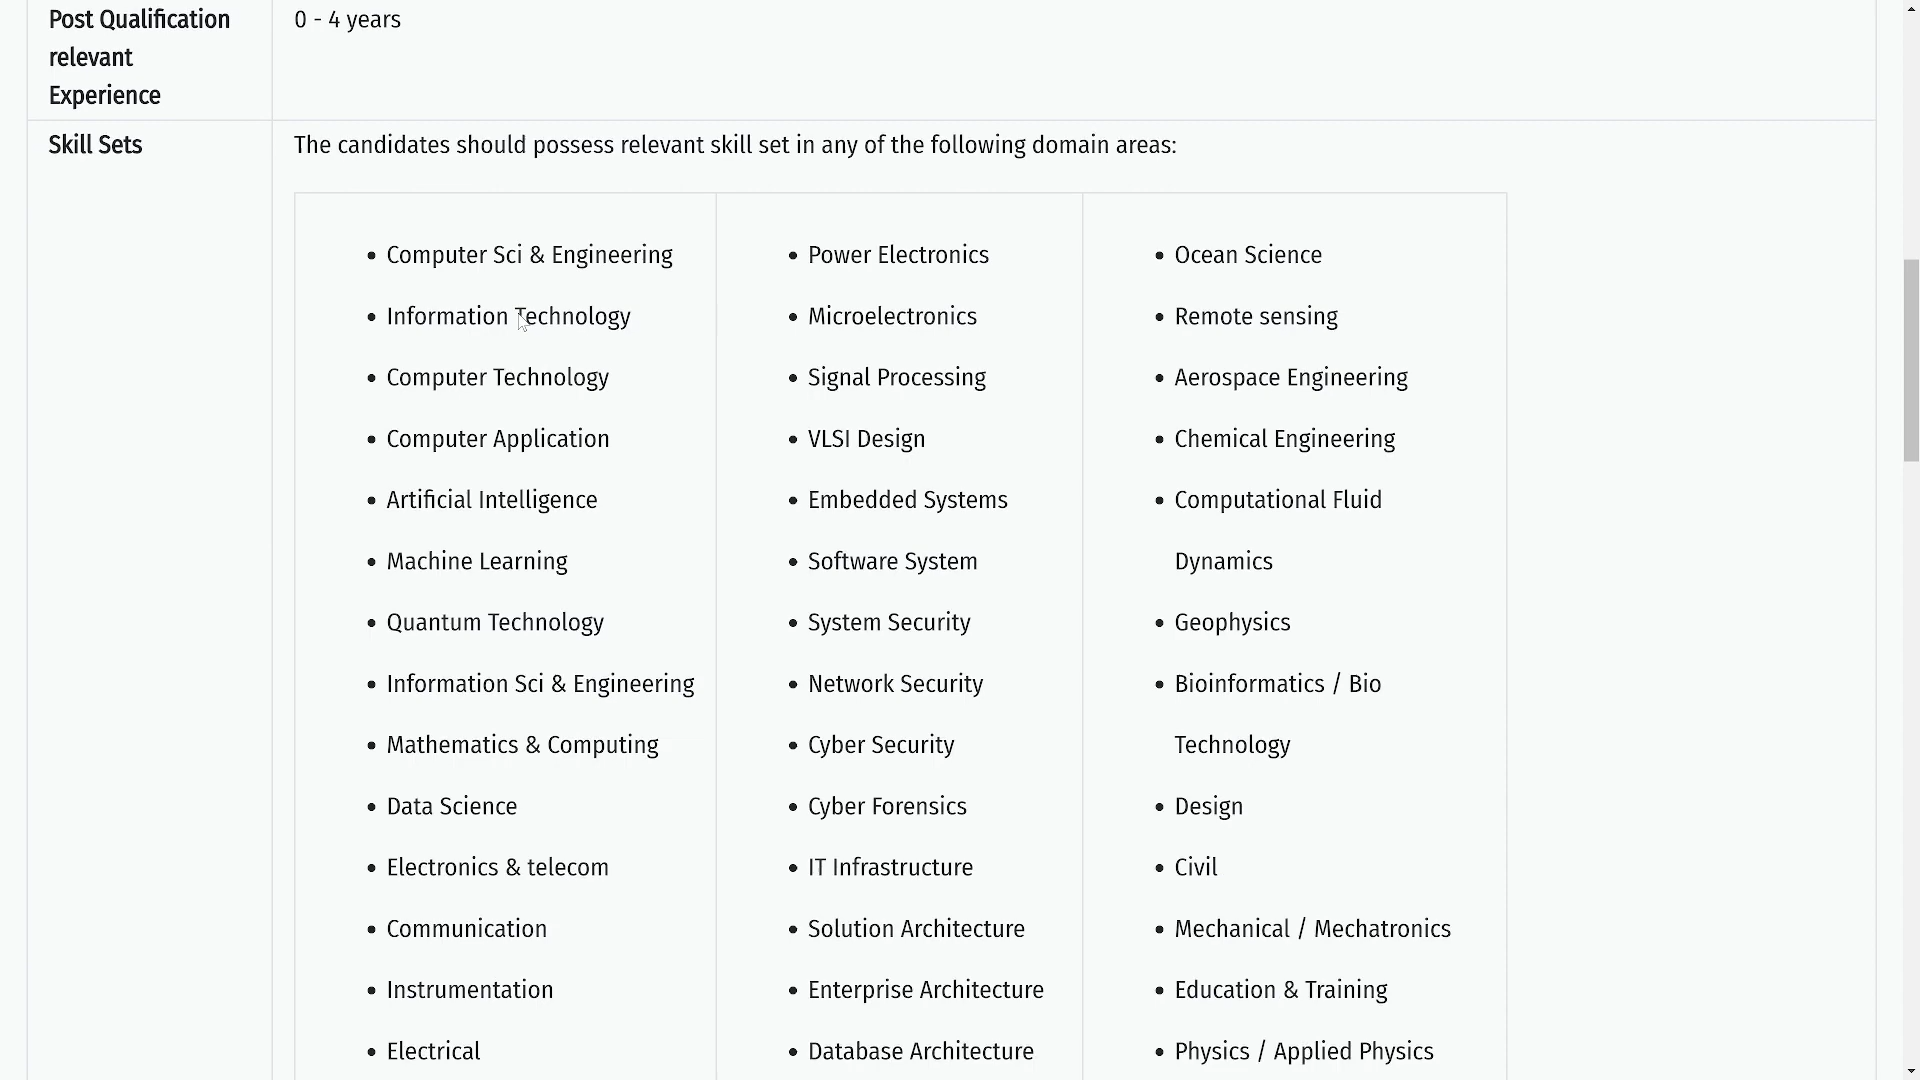 Post Qualification
relevant
Experience
0 - 4 years
Skill Sets
The candidates should possess relevant skill set in any of the following domain areas:
• Computer Sci & Engineering
• Information Technology
• Computer Technology
• Computer Application
• Artificial Intelligence
• Machine Learning
• Quantum Technology
• Information Sci & Engineering
• Mathematics & Computing
• Data Science
• Electronics & telecom
• Communication
• Instrumentation
• Electrical
• Power Electronics
• Microelectronics
• Signal Processing
• VLSI Design
• Embedded Systems
• Software System
• System Security
• Network Security
• Cyber Security
• Cyber Forensics
• IT Infrastructure
• Solution Architecture
• Enterprise Architecture
• Database Architecture
• Ocean Science
• Remote sensing
• Aerospace Engineering
• Chemical Engineering
• Computational Fluid
Dynamics
• Geophysics
• Bioinformatics / Bio
Technology
• Design
• Civil
• Mechanical / Mechatronics
• Education & Training
• Physics / Applied Physics